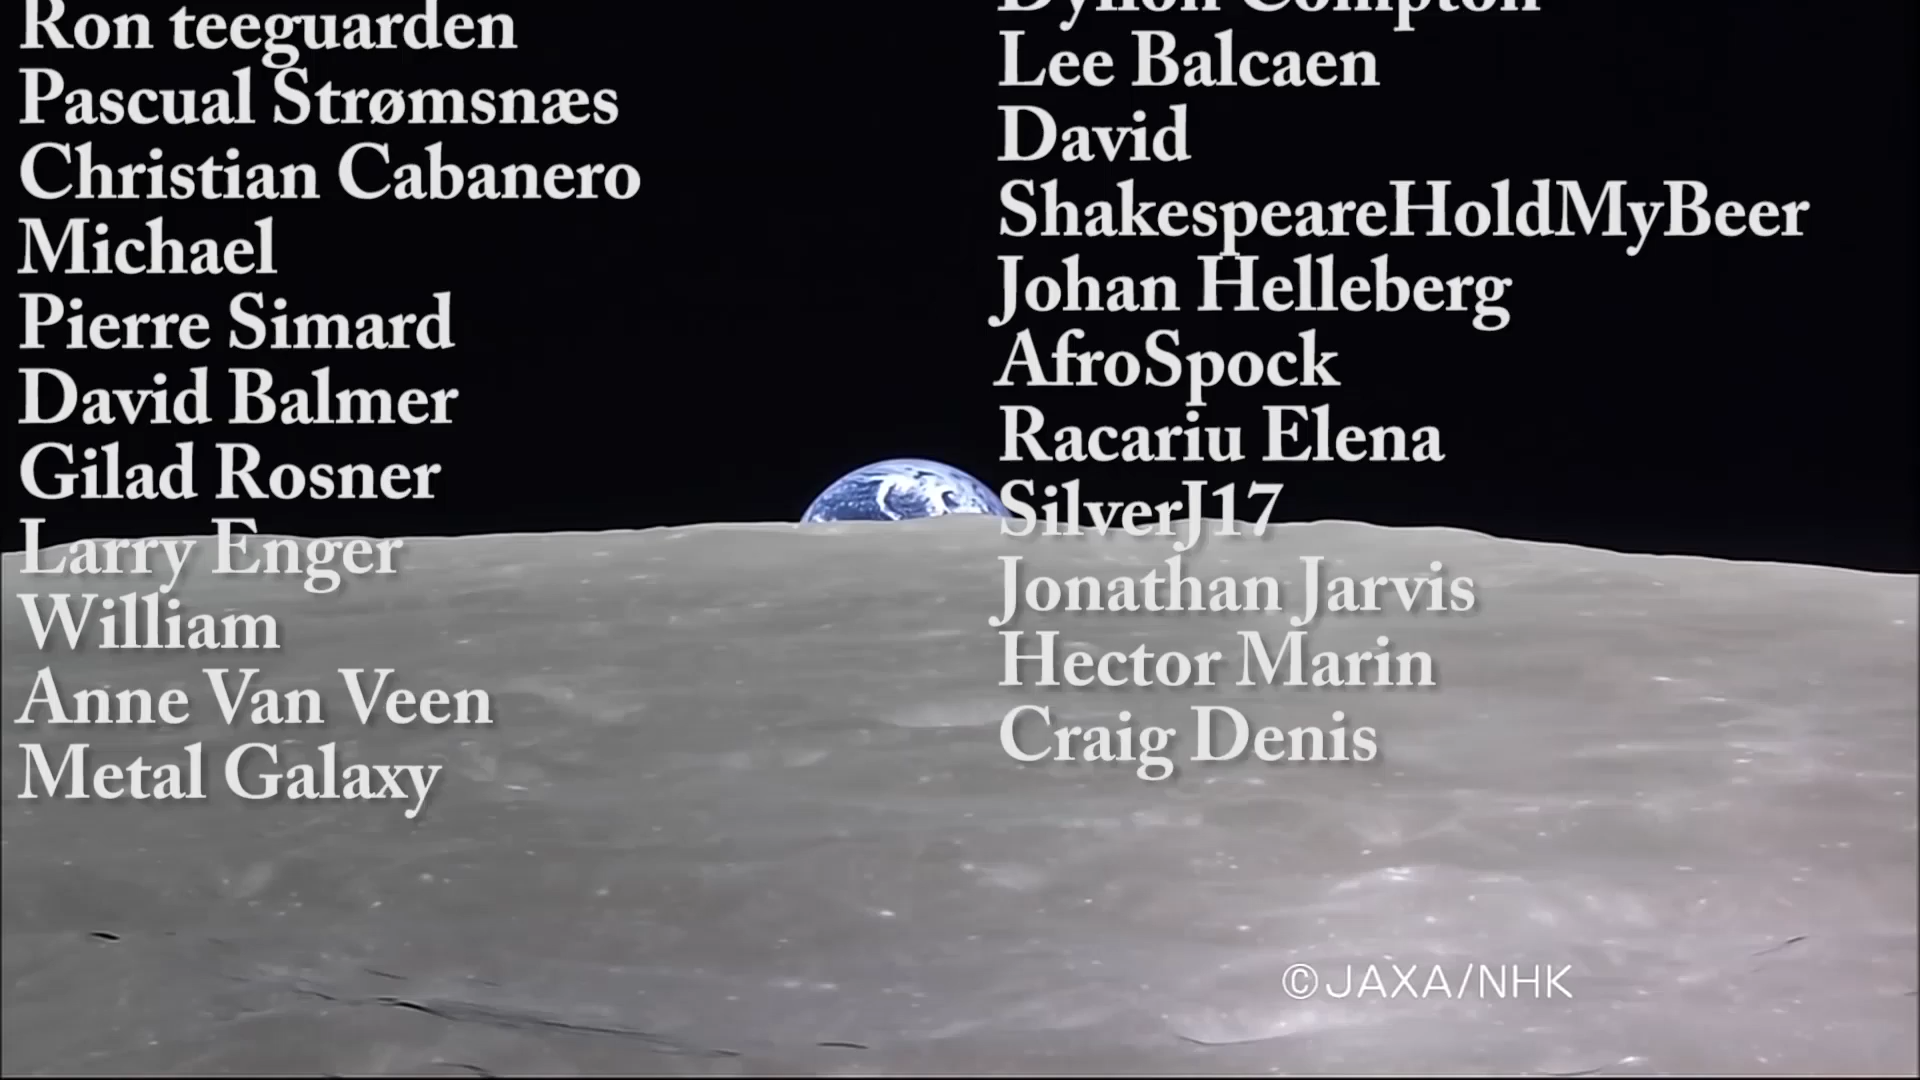 Ron teeguarden
Pascual Strømsnæs
Christian Cabanero
Michael
Pierre Simard
David Balmer
Gilad Rosner
Larry Enger
William
Anne Van Veen
Metal Galaxy
Lee Balcaen
David
ShakespeareHoldMyBeer
Johan Helleberg
AfroSpock
Racariu Elena
SilverJ17
Jonathan Jarvis
Hector Marin
Craig Denis
©JAXA/NHK